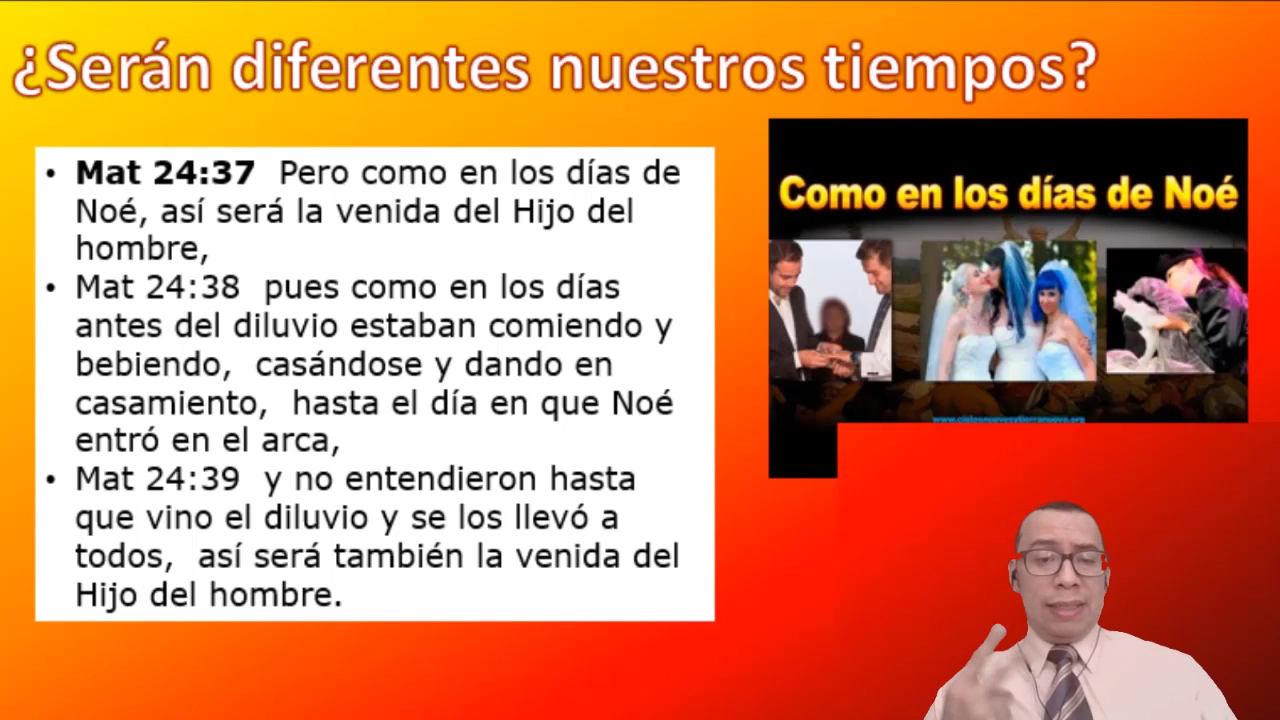 ¿Serán diferentes nuestros tiempos?
• Mat 24:37 Pero como en los días de
Noé, así será la venida del Hijo del
hombre,
• Mat 24:38 pues como en los días
antes del diluvio estaban comiendo y
bebiendo, casándose y dando en
casamiento, hasta el día en que Noé
entró en el arca,
• Mat 24:39 y no entendieron hasta
que vino el diluvio y se los llevó a
todos, así será también la venida del
Hijo del hombre.
Como en los días de Noé